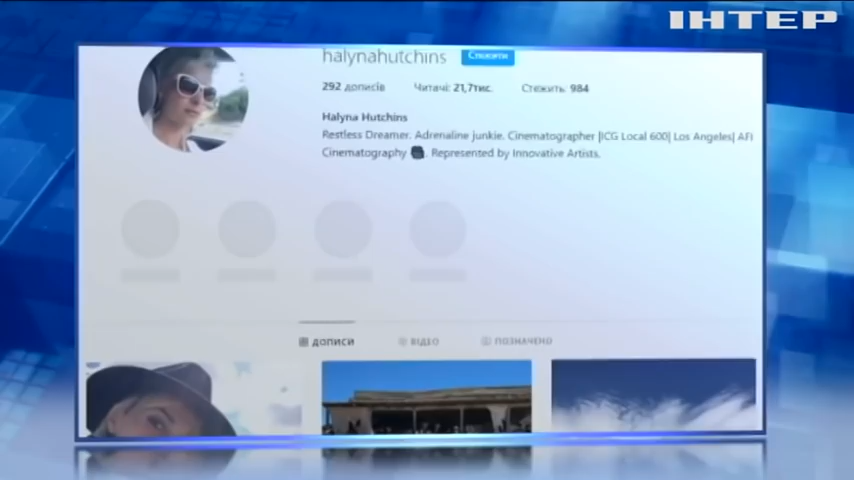 ІНТЕР
halynahutchins Стежити
292 дописів Читачі: 21,7тис. Стежить: 984
Halyna Hutchins
Restless Dreamer. Adrenaline junkie. Cinematographer |ICG Local 600| Los Angeles| AFI
Cinematography . Represented by Innovative Artists.
ДОПИСИ ВІДЕО ПОЗНАЧЕНО